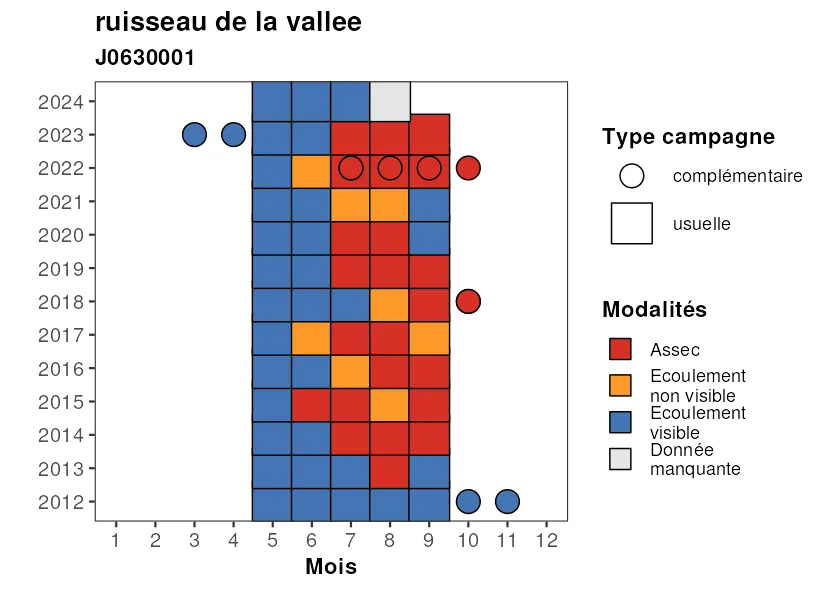 ruisseau de la vallee
J0630001
2024
2023
2022
2021
2020
2019
2018
2017
2016
2015
2014
2013
2012
1 2 3 4 5 6 7 8 9 10 11 12
Mois
Type campagne
complémentaire
usuelle
Modalités
Assec
Ecoulement
non visible
Ecoulement
visible
Donnée
manquante